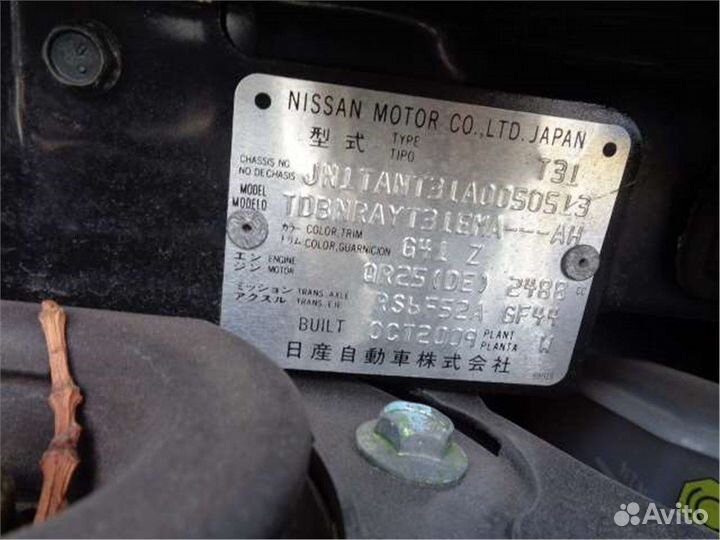 NISSAN MOTOR CO.,LTD. JAPAN
型式 TYPE TIPO T31
CHASSIS NO NO DE CHASIS JN1TANT31A0050513
MODEL MODELO TDBNRAYT31EMA---AH
カラー COLOR,TRIM トリム COLOR,GUARNICION G41 Z
エンジン ENGINE MOTOR QR25(DE) 2488 CC
ミッション TRANS. アクスル AXLE TRANS. EJE RS6F52A GF44
BUILT OCT2009 PLANT PLANTA W
日産自動車株式会社
Avito